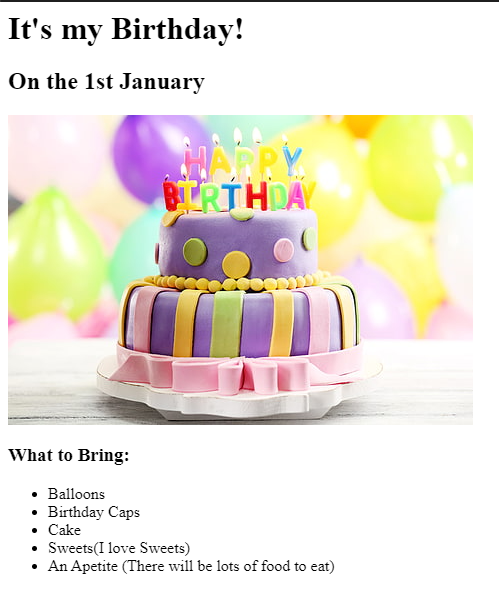 It's my Birthday!
On the 1st January
HAPPY
BIRTHDAY
What to Bring:
Balloons
Birthday Caps
Cake
Sweets(I love Sweets)
An Apetite (There will be lots of food to eat)